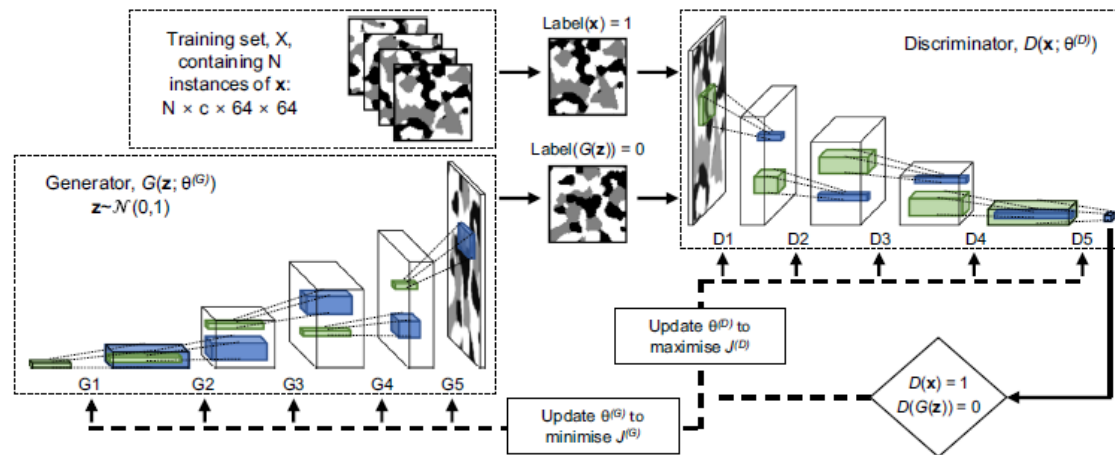 Training set, X,
containing N
instances of x:
N × c × 64 × 64
Label(x) = 1
Label(G(z)) = 0
Discriminator, D(x; θ(D))
D1 D2 D3 D4 D5
Generator, G(z; θ(G))
z~𝒩(0,1)
G1 G2 G3 G4 G5
Update θ(D) to
maximise J(D)
Update θ(G) to
minimise J(G)
D(x) = 1
D(G(z)) = 0